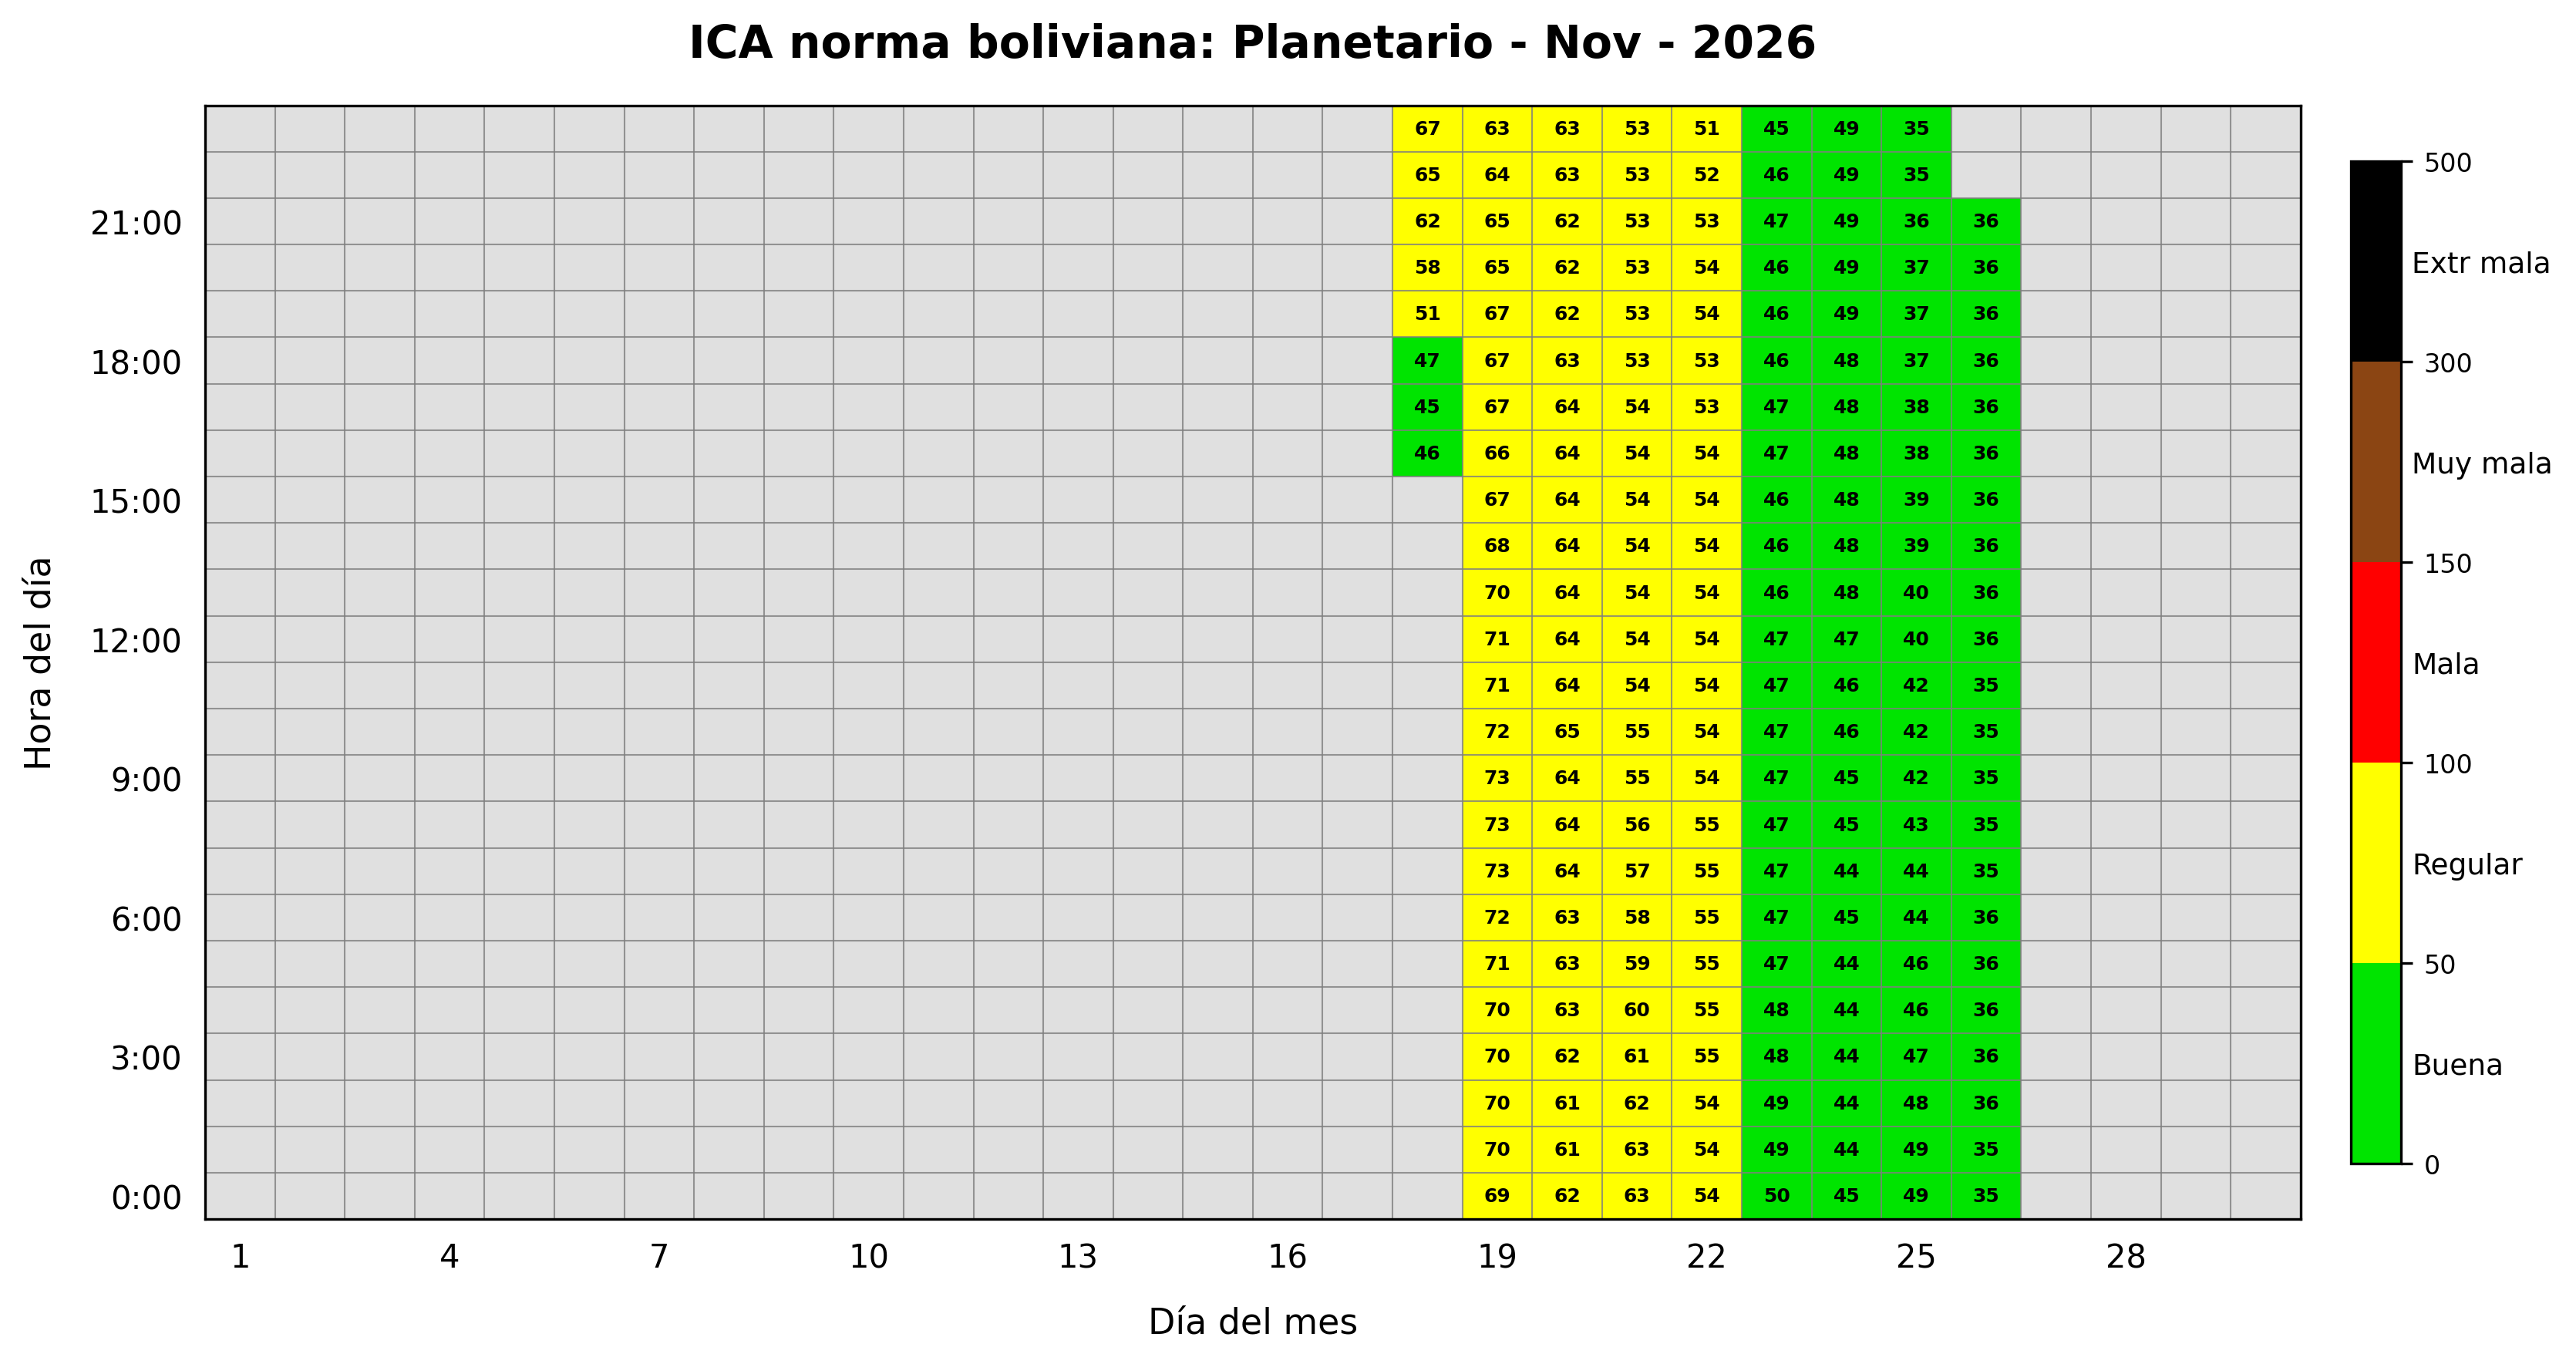 ICA norma boliviana: Planetario - Nov - 2026
67 63 63 53 51 45 49 35
65 64 63 53 52 46 49 35
21:00 62 65 62 53 53 47 49 36 36
58 65 62 53 54 46 49 37 36
51 67 62 53 54 46 49 37 36
18:00 47 67 63 53 53 46 48 37 36
45 67 64 54 53 47 48 38 36
46 66 64 54 54 47 48 38 36
15:00 67 64 54 54 46 48 39 36
68 64 54 54 46 48 39 36
70 64 54 54 46 48 40 36
12:00 71 64 54 54 47 47 40 36
71 64 54 54 47 46 42 35
72 65 55 54 47 46 42 35
9:00 73 64 55 54 47 45 42 35
73 64 56 55 47 45 43 35
73 64 57 55 47 44 44 35
6:00 72 63 58 55 47 45 44 36
71 63 59 55 47 44 46 36
70 63 60 55 48 44 46 36
3:00 70 62 61 55 48 44 47 36
70 61 62 54 49 44 48 36
70 61 63 54 49 44 49 35
0:00 69 62 63 54 50 45 49 35
1 4 7 10 13 16 19 22 25 28
Día del mes
Hora del día
500
Extr mala
300
Muy mala
150
Mala
100
Regular
50
Buena
0